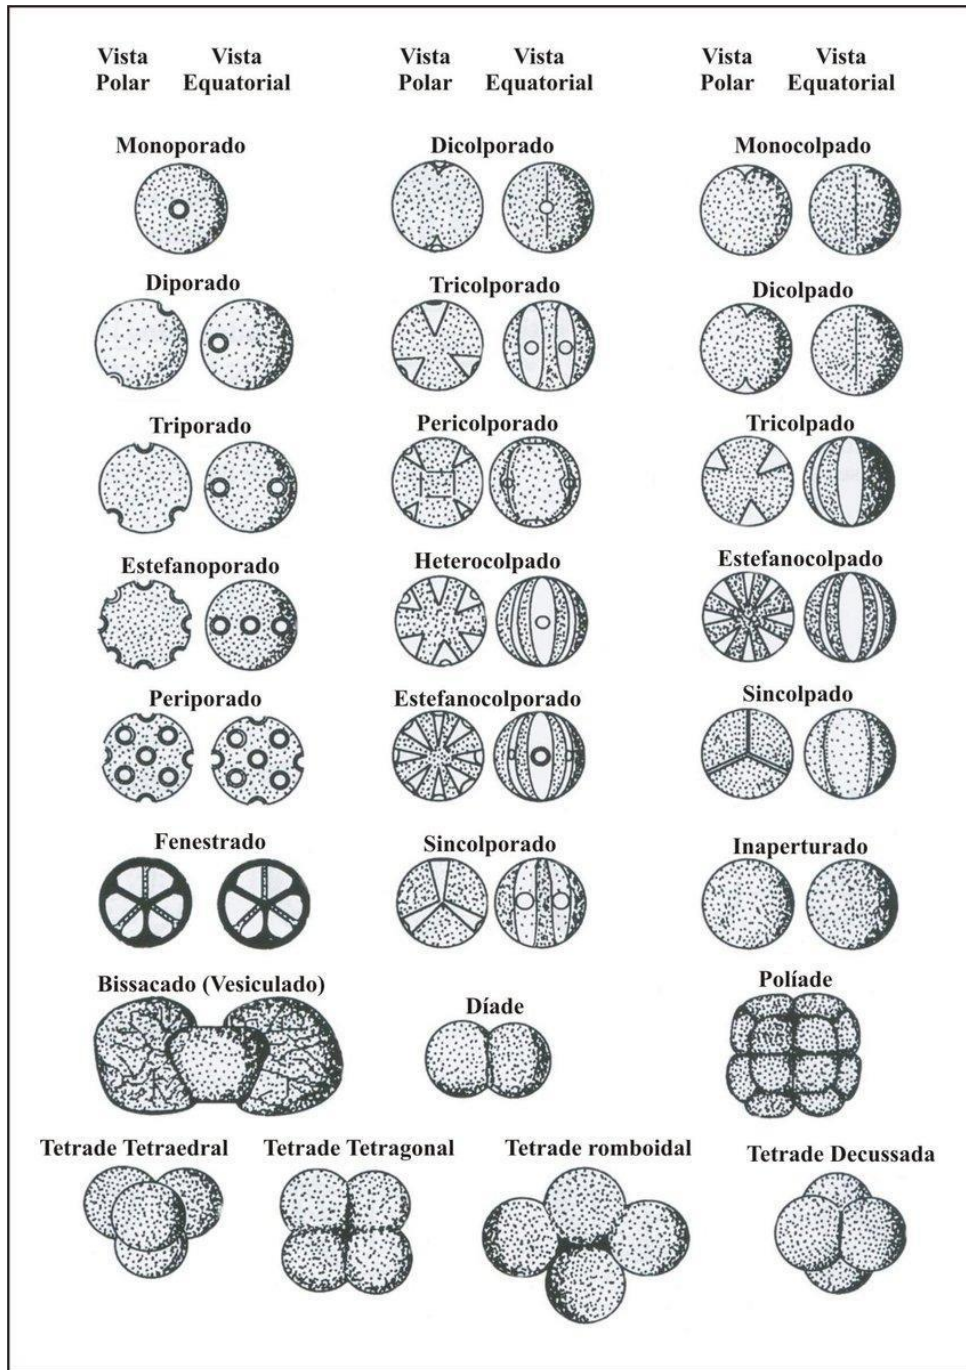 Vista Polar
Vista Equatorial
Vista Polar
Vista Equatorial
Vista Polar
Vista Equatorial
Monoporado
Dicolporado
Monocolpado
Diporado
Tricolporado
Dicolpado
Triporado
Pericolporado
Tricolpado
Estefanoporado
Heterocolpado
Estefanocolpado
Periporado
Estefanocolporado
Sincolpado
Fenestrado
Sincolporado
Inaperturado
Bissacado (Vesiculado)
Díade
Políade
Tetrade Tetraedral
Tetrade Tetragonal
Tetrade romboidal
Tetrade Decussada